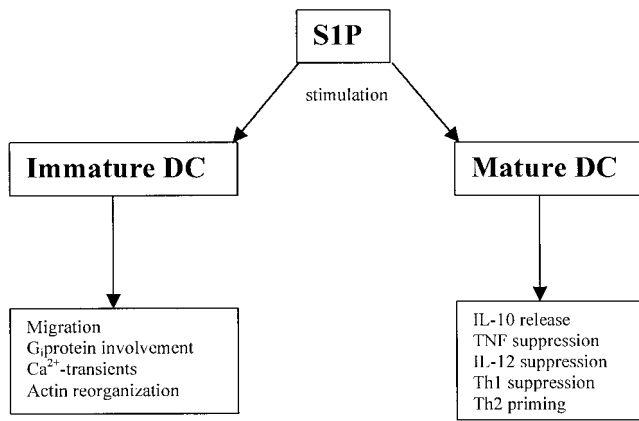 S1P
stimulation
Immature DC
Mature DC
Migration
Giprotein involvement
Ca2+-transients
Actin reorganization
IL-10 release
TNF suppression
IL-12 suppression
Th1 suppression
Th2 priming